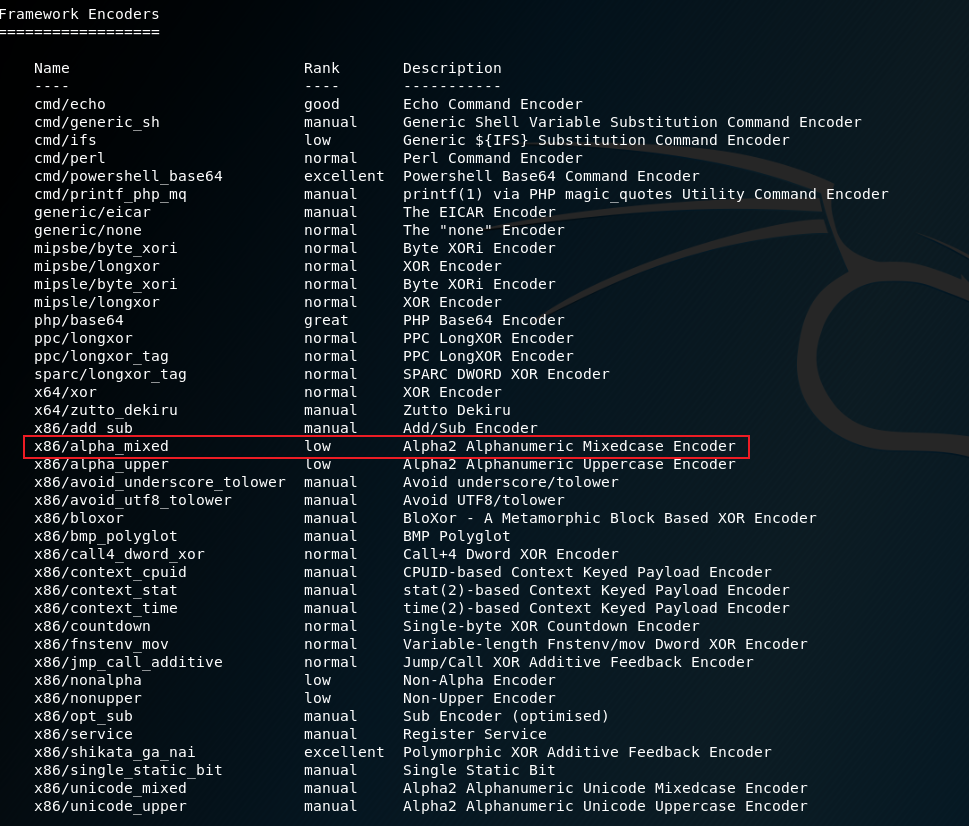 Framework Encoders
==================
Name Rank Description
---- ---- -----------
cmd/echo good Echo Command Encoder
cmd/generic_sh manual Generic Shell Variable Substitution Command Encoder
cmd/ifs low Generic ${IFS} Substitution Command Encoder
cmd/perl normal Perl Command Encoder
cmd/powershell_base64 excellent Powershell Base64 Command Encoder
cmd/printf_php_mq manual printf(1) via PHP magic_quotes Utility Command Encoder
generic/eicar manual The EICAR Encoder
generic/none normal The "none" Encoder
mipsbe/byte_xori normal Byte XORi Encoder
mipsbe/longxor normal XOR Encoder
mipsle/byte_xori normal Byte XORi Encoder
mipsle/longxor normal XOR Encoder
php/base64 great PHP Base64 Encoder
ppc/longxor normal PPC LongXOR Encoder
ppc/longxor_tag normal PPC LongXOR Encoder
sparc/longxor_tag normal SPARC DWORD XOR Encoder
x64/xor normal XOR Encoder
x64/zutto_dekiru manual Zutto Dekiru
x86/add_sub manual Add/Sub Encoder
x86/alpha_mixed low Alpha2 Alphanumeric Mixedcase Encoder
x86/alpha_upper low Alpha2 Alphanumeric Uppercase Encoder
x86/avoid_underscore_tolower manual Avoid underscore/tolower
x86/avoid_utf8_tolower manual Avoid UTF8/tolower
x86/bloxor manual BloXor - A Metamorphic Block Based XOR Encoder
x86/bmp_polyglot manual BMP Polyglot
x86/call4_dword_xor normal Call+4 Dword XOR Encoder
x86/context_cpuid manual CPUID-based Context Keyed Payload Encoder
x86/context_stat manual stat(2)-based Context Keyed Payload Encoder
x86/context_time manual time(2)-based Context Keyed Payload Encoder
x86/countdown normal Single-byte XOR Countdown Encoder
x86/fnstenv_mov normal Variable-length Fnstenv/mov Dword XOR Encoder
x86/jmp_call_additive normal Jump/Call XOR Additive Feedback Encoder
x86/nonalpha low Non-Alpha Encoder
x86/nonupper low Non-Upper Encoder
x86/opt_sub manual Sub Encoder (optimised)
x86/service manual Register Service
x86/shikata_ga_nai excellent Polymorphic XOR Additive Feedback Encoder
x86/single_static_bit manual Single Static Bit
x86/unicode_mixed manual Alpha2 Alphanumeric Unicode Mixedcase Encoder
x86/unicode_upper manual Alpha2 Alphanumeric Unicode Uppercase Encoder